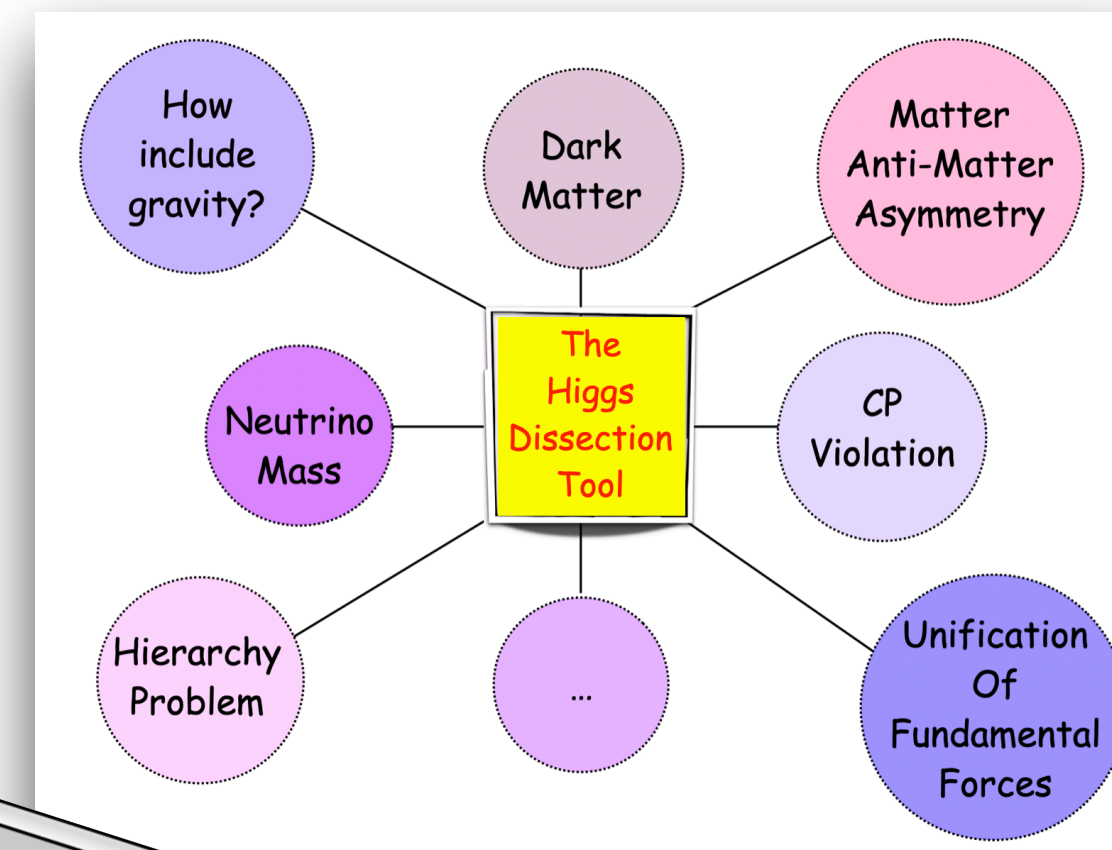 How
include
gravity?
Dark
Matter
Matter
Anti-Matter
Asymmetry
The
Higgs
Dissection
Tool
Neutrino
Mass
CP
Violation
Hierarchy
Problem
...
Unification
Of
Fundamental
Forces